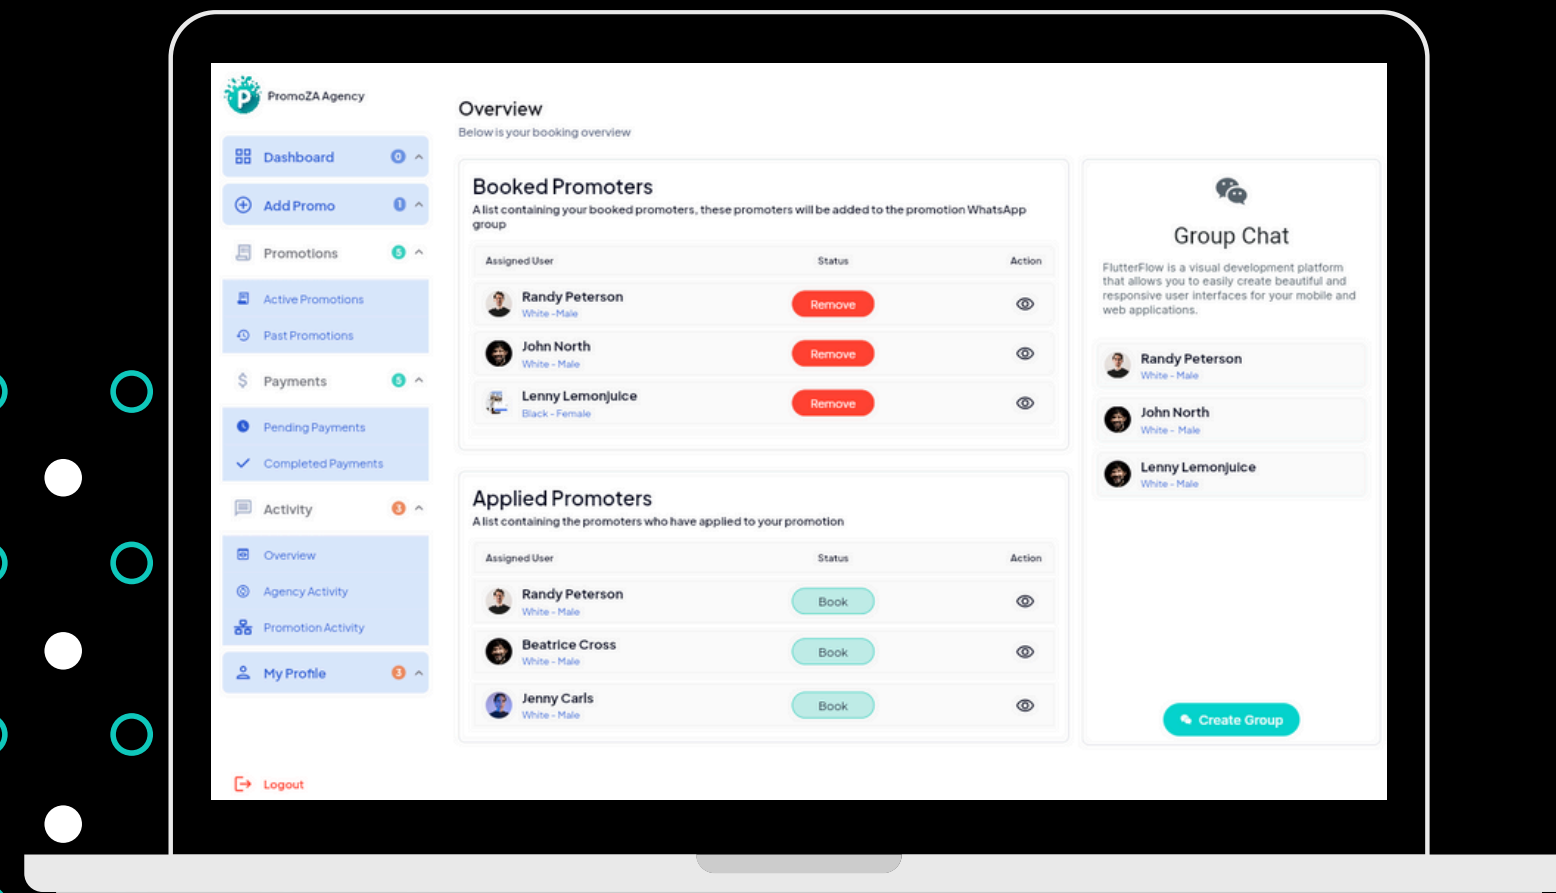 PromoZA Agency
Dashboard 0
Add Promo 1
Promotions 5
Active Promotions
Past Promotions
Payments 5
Pending Payments
Completed Payments
Activity 3
Overview
Agency Activity
Promotion Activity
My Profile 3
Logout
Overview
Below is your booking overview
Booked Promoters
A list containing your booked promoters, these promoters will be added to the promotion WhatsApp
group
Assigned User Status Action
Randy Peterson
White -Male
Remove
John North
White - Male
Remove
Lenny Lemonjuice
Black - Female
Remove
Applied Promoters
A list containing the promoters who have applied to your promotion
Assigned User Status Action
Randy Peterson
White - Male
Book
Beatrice Cross
White - Male
Book
Jenny Carls
White - Male
Book
Group Chat
FlutterFlow is a visual development platform
that allows you to easily create beautiful and
responsive user interfaces for your mobile and
web applications.
Randy Peterson
White - Male
John North
White - Male
Lenny Lemonjuice
White - Male
Create Group